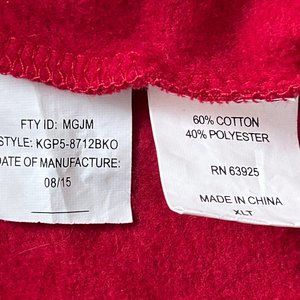 FTY ID: MGJM
STYLE: KGP5-8712BKO
DATE OF MANUFACTURE:
08/15
60% COTTON
40% POLYESTER
RN 63925
MADE IN CHINA
XLT